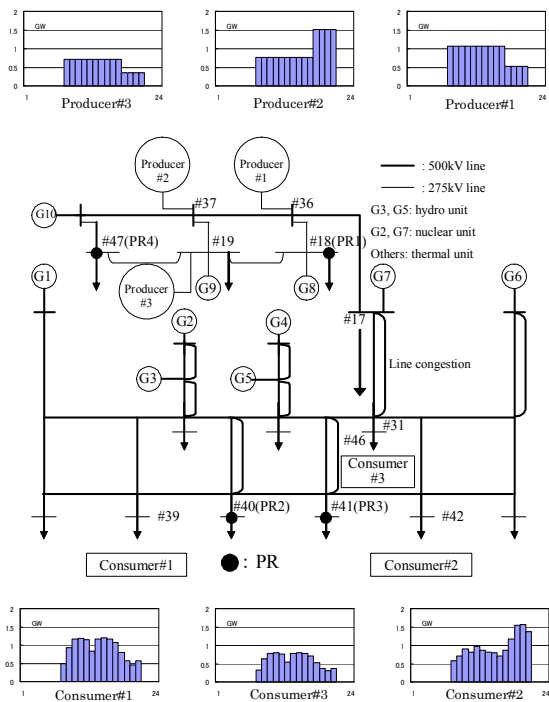 2
1.5
1
0.5
0
GW
1
24
Producer#3
2
1.5
1
0.5
0
GW
1
24
Producer#2
2
1.5
1
0.5
0
GW
1
24
Producer#1
Producer
#2
Producer
#1
: 500kV line
: 275kV line
G3, G5: hydro unit
G2, G7: nuclear unit
Others: thermal unit
G10
#37
#36
#47(PR4)
#19
#18(PR1)
G1
Producer
#3
G9
G8
G7
G6
G2
G4
#17
G3
G5
Line congestion
#31
#46
Consumer
#3
#40(PR2)
#41(PR3)
#39
#42
Consumer#1
: PR
Consumer#2
2
1.5
1
0.5
0
GW
1
24
Consumer#1
2
1.5
1
0.5
0
GW
1
24
Consumer#3
2
1.5
1
0.5
0
GW
1
24
Consumer#2